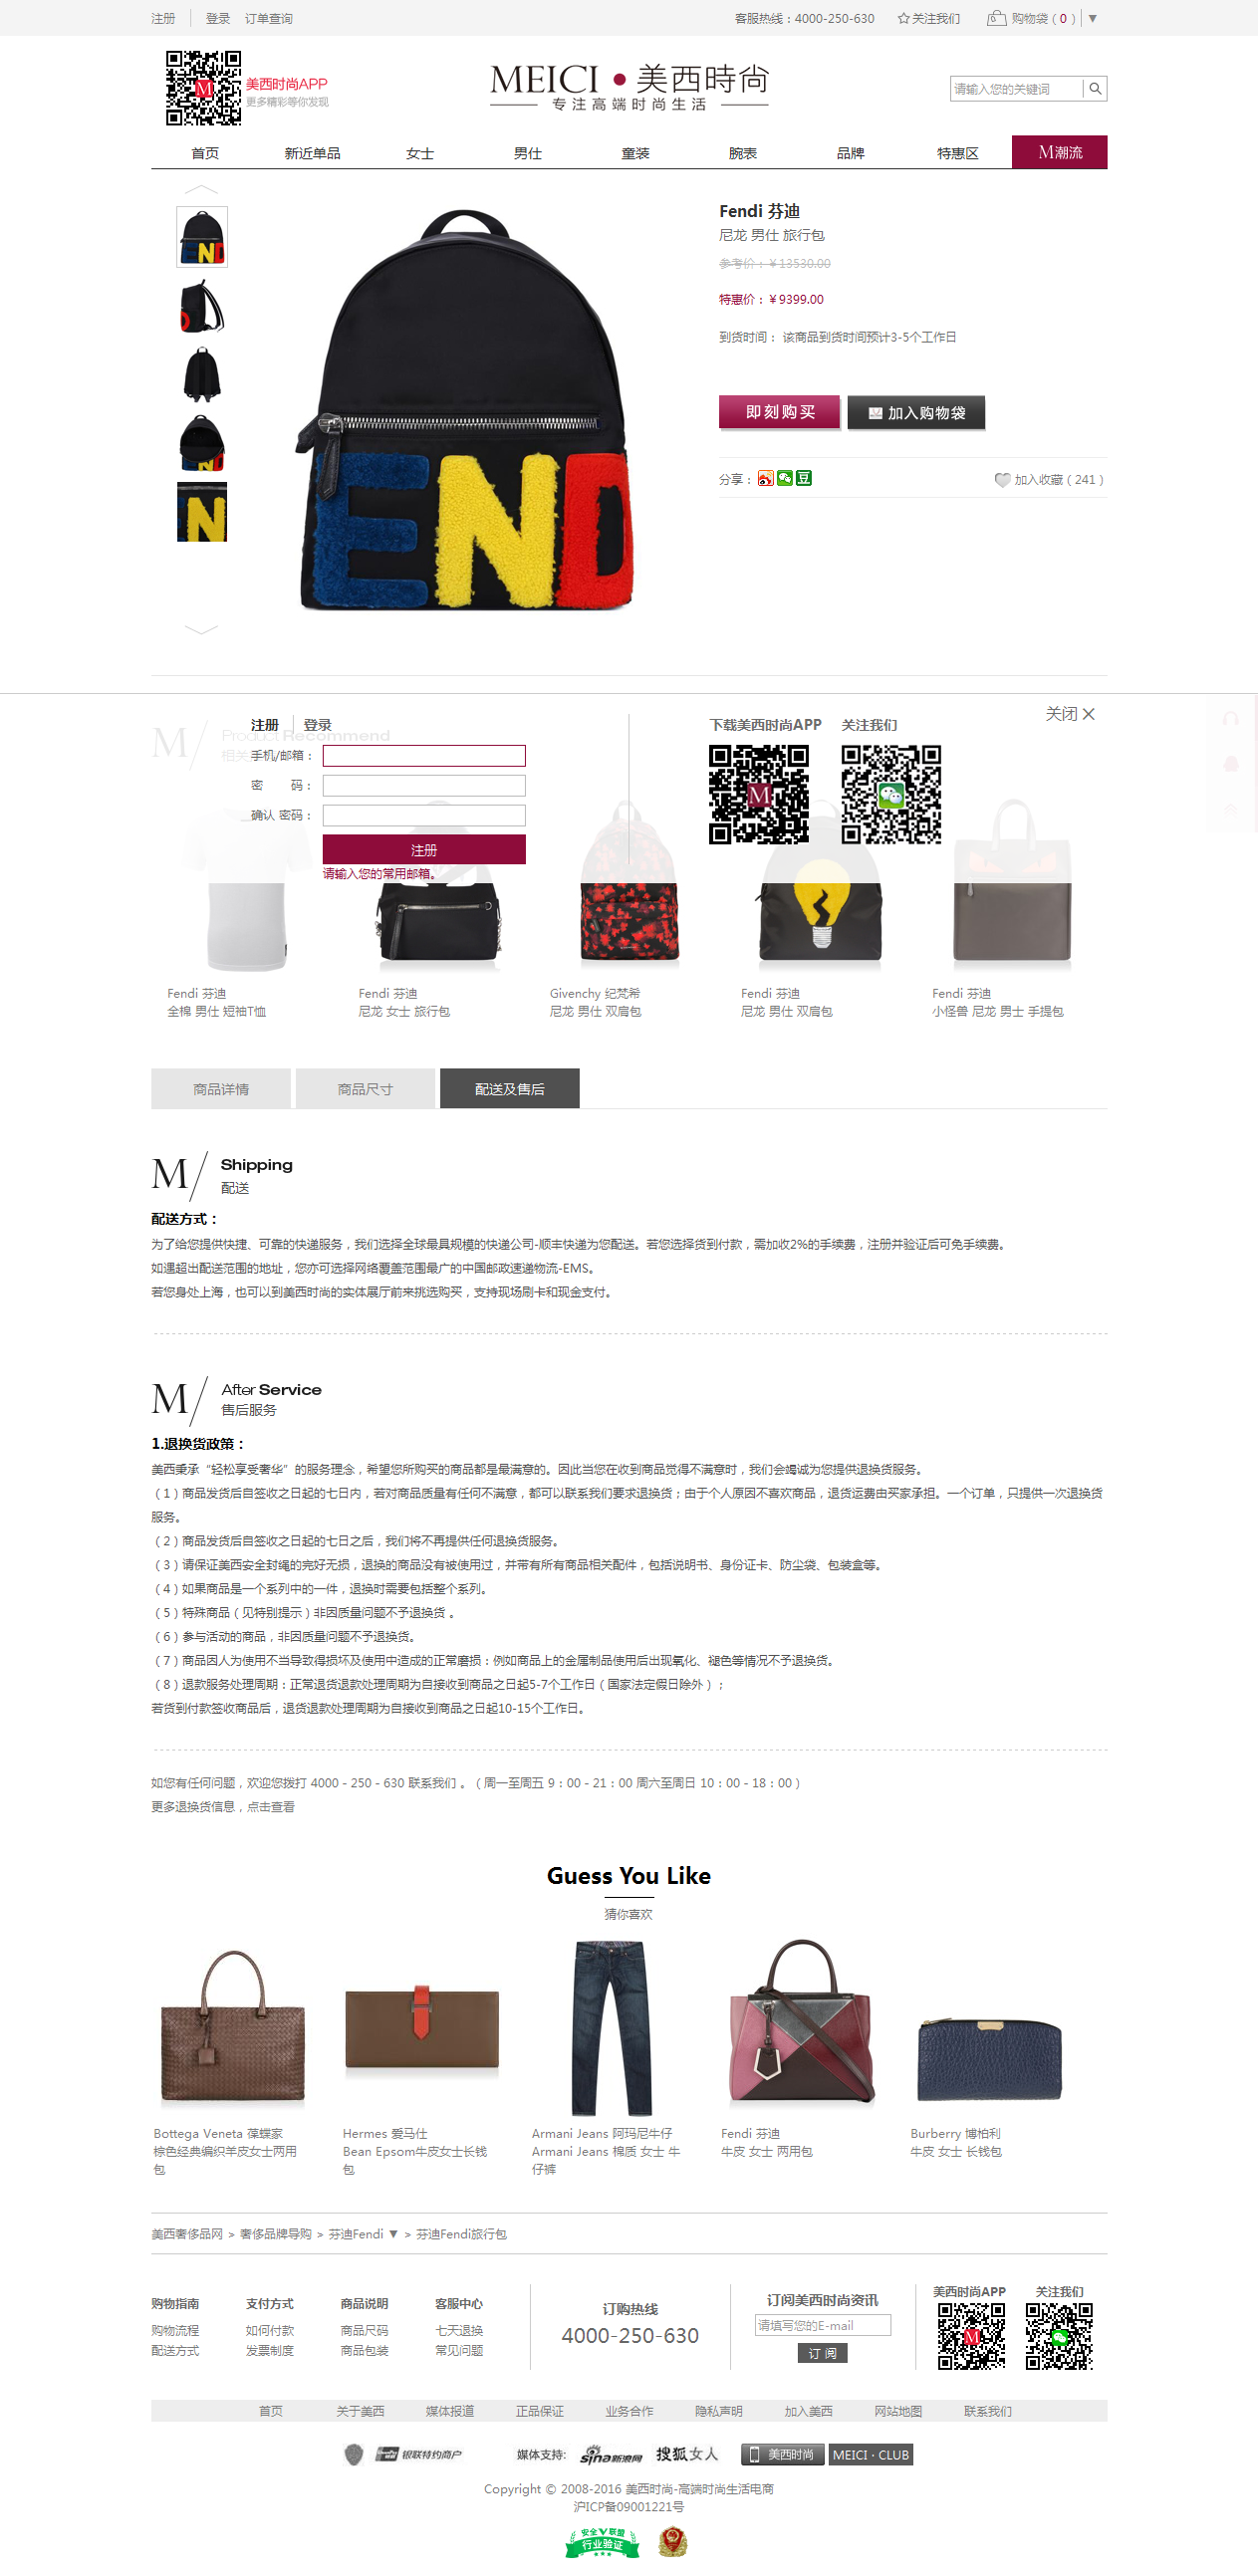 注册 登录 订单查询 客服热线：4000-250-630 关注我们 购物袋（0） ▼
美西时尚APP
更多精彩等你发现
MEICI·美西時尚
专注高端时尚生活
请输入您的关键词
首页 新近单品 女士 男仕 童装 腕表 品牌 特惠区 M潮流
Fendi 芬迪
尼龙 男仕 旅行包
参考价：￥13530.00
特惠价：￥9399.00
到货时间： 该商品到货时间预计3-5个工作日
即刻购买 加入购物袋
分享： 豆 加入收藏（241）
END
N
关闭
注册 登录
下载美西时尚APP 关注我们
M Product Recommend
手机/邮箱：
密 码：
确认 密码：
注册
请输入您的常用邮箱。
Fendi 芬迪
全棉 男仕 短袖T恤
Fendi 芬迪
尼龙 女士 旅行包
Givenchy 纪梵希
尼龙 男仕 双肩包
Fendi 芬迪
尼龙 男仕 双肩包
Fendi 芬迪
小怪兽 尼龙 男士 手提包
商品详情 商品尺寸 配送及售后
M Shipping
配送
配送方式：
为了给您提供快捷、可靠的快递服务，我们选择全球最具规模的快递公司-顺丰快递为您配送。若您选择货到付款，需加收2%的手续费，注册并验证后可免手续费。
如遇超出配送范围的地址，您亦可选择网络覆盖范围最广的中国邮政速递物流-EMS。
若您身处上海，也可以到美西时尚的实体展厅前来挑选购买，支持现场刷卡和现金支付。
M After Service
售后服务
1.退换货政策：
美西秉承“轻松享受奢华”的服务理念，希望您所购买的商品都是最满意的。因此当您在收到商品觉得不满意时，我们会竭诚为您提供退换货服务。
（1）商品发货后自签收之日起的七日内，若对商品质量有任何不满意，都可以联系我们要求退换货；由于个人原因不喜欢商品，退货运费由买家承担。一个订单，只提供一次退换货
服务。
（2）商品发货后自签收之日起的七日之后，我们将不再提供任何退换货服务。
（3）请保证美西安全封绳的完好无损，退换的商品没有被使用过，并带有所有商品相关配件，包括说明书、身份证卡、防尘袋、包装盒等。
（4）如果商品是一个系列中的一件，退换时需要包括整个系列。
（5）特殊商品（见特别提示）非因质量问题不予退换货 。
（6）参与活动的商品，非因质量问题不予退换货。
（7）商品因人为使用不当导致得损坏及使用中造成的正常磨损：例如商品上的金属制品使用后出现氧化、褪色等情况不予退换货。
（8）退款服务处理周期：正常退货退款处理周期为自接收到商品之日起5-7个工作日（国家法定假日除外）；
若货到付款签收商品后，退货退款处理周期为自接收到商品之日起10-15个工作日。
如您有任何问题，欢迎您拨打 4000 - 250 - 630 联系我们 。（ 周一至周五 9：00 - 21：00 周六至周日 10：00 - 18：00 ）
更多退换货信息，点击查看
Guess You Like
猜你喜欢
Bottega Veneta 葆蝶家
棕色经典编织羊皮女士两用
包
Hermes 爱马仕
Bean Epsom牛皮女士长钱
包
Armani Jeans 阿玛尼牛仔
Armani Jeans 棉质 女士 牛
仔裤
Fendi 芬迪
牛皮 女士 两用包
Burberry 博柏利
牛皮 女士 长钱包
美西奢侈品网 » 奢侈品牌导购 » 芬迪Fendi ▼ » 芬迪Fendi旅行包
购物指南 支付方式 商品说明 客服中心
购物流程 如何付款 商品尺码 七天退换
配送方式 发票制度 商品包装 常见问题
订购热线
4000-250-630
订阅美西时尚资讯
请填写您的E-mail
订 阅
美西时尚APP 关注我们
首页 关于美西 媒体报道 正品保证 业务合作 隐私声明 加入美西 网站地图 联系我们
银联特约商户 媒体支持: sina新浪网 搜狐女人 美西时尚 MEICI · CLUB
Copyright © 2008-2016 美西时尚-高端时尚生活电商
沪ICP备09001221号
安全联盟
行业验证